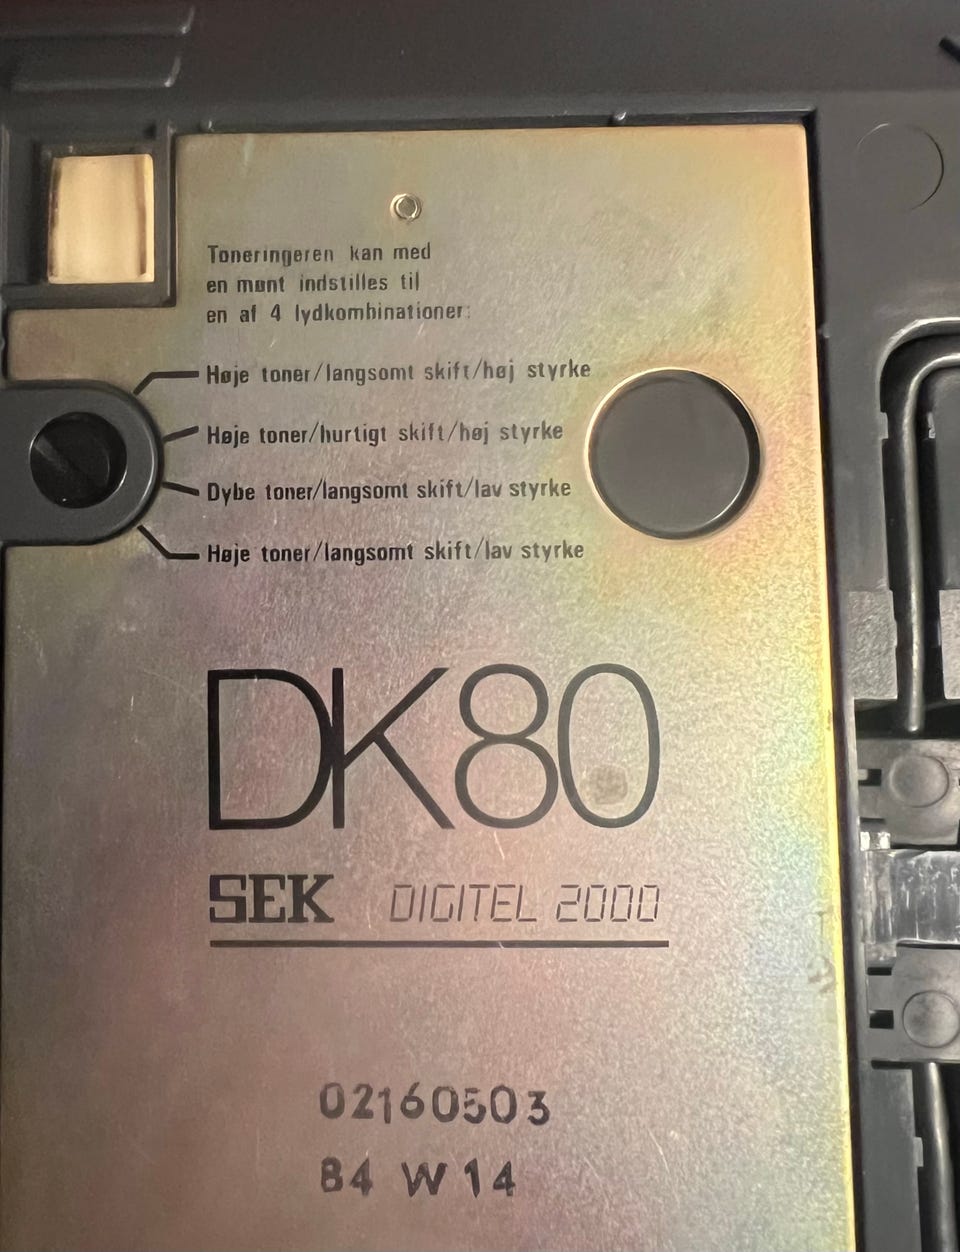 Toneringeren kan med
en mønt indstilles til
en af 4 lydkombinationer:
Høje toner/langsomt skift/høj styrke
Høje toner/hurtigt skift/høj styrke
Dybe toner/langsomt skift/lav styrke
Høje toner/langsomt skift/lav styrke
DK80
SEK DIGITEL 2000
02160503
84 W 14